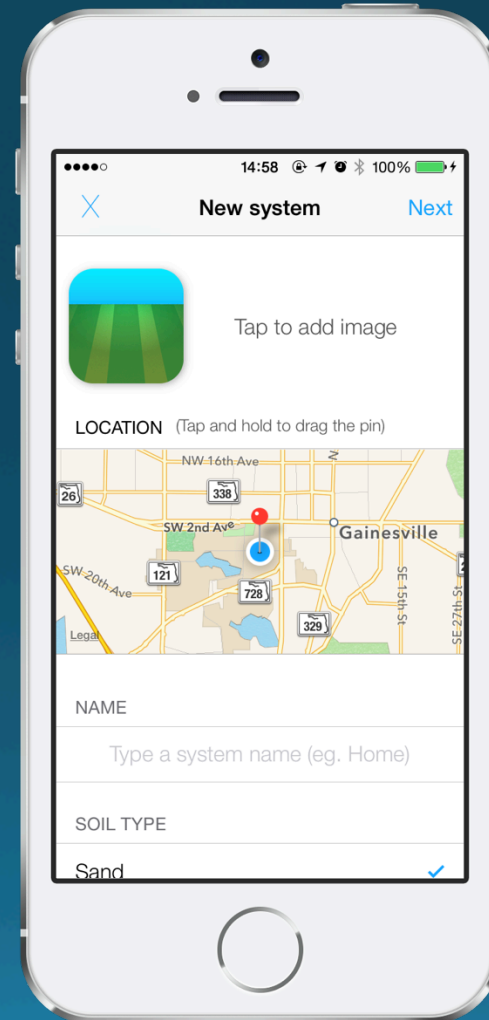 14:58 100%
X New system Next
Tap to add image
LOCATION (Tap and hold to drag the pin)
NW 16th Ave
26
338
SW 2nd Ave
Gainesville
SW 20th Ave
121
728
SE 15th St
SE 27th St
329
Legal
NAME
Type a system name (eg. Home)
SOIL TYPE
Sand